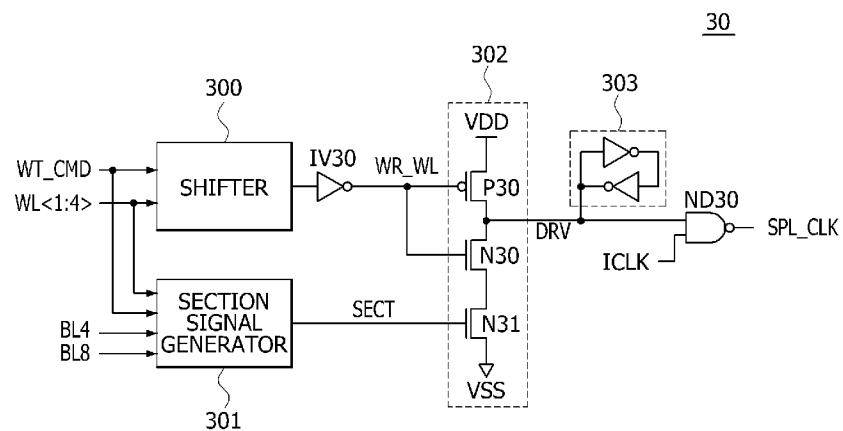 30
302
300
303
VDD
IV30
WT_CMD
WR_WL
SHIFTER
P30
WL<1:4>
ND30
DRV
SPL_CLK
N30
ICLK
SECTION
SIGNAL
GENERATOR
SECT
N31
BL4
BL8
VSS
301